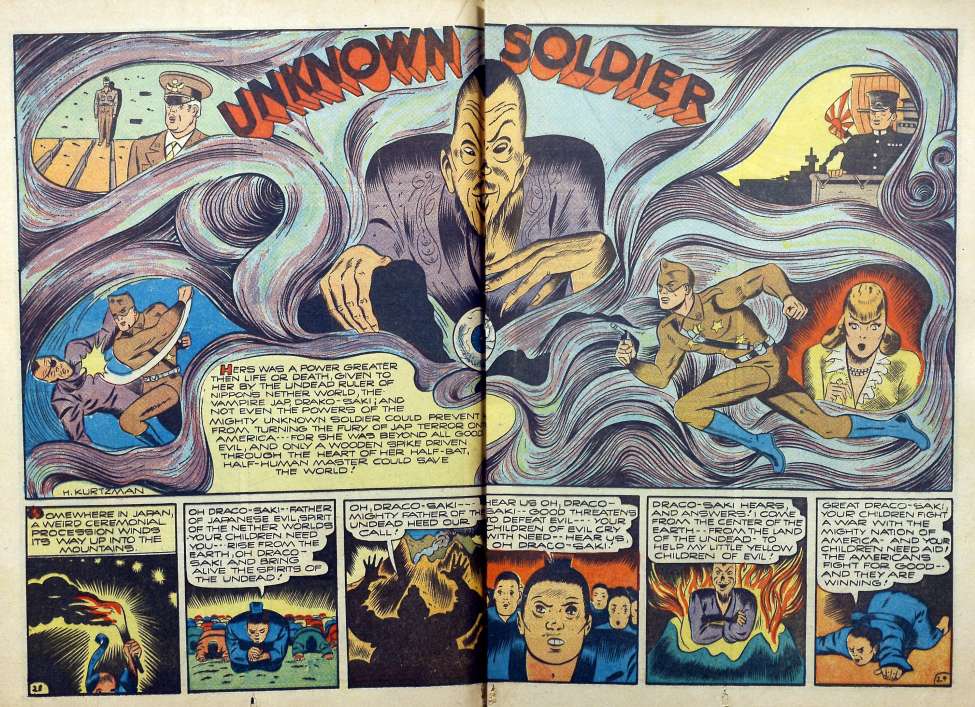 UNKNOWN SOLDIER
HERS WAS A POWER GREATER
THEN LIFE OR DEATH, GIVEN TO
HER BY THE UNDEAD RULER OF
NIPPON'S NETHER WORLD, THE
VAMPIRE JAP, DRAKO-SAKI; AND
NOT EVEN THE POWERS OF THE
MIGHTY UNKNOWN SOLDIER COULD PREVENT
FROM TURNING THE FURY OF JAP TERROR ON
AMERICA---FOR SHE WAS BEYOND ALL GOOD
EVIL, AND ONLY A WOODEN SPIKE DRIVEN
THROUGH THE HEART OF HER HALF-BAT,
HALF-HUMAN MASTER COULD SAVE
THE WORLD!
H. KURTZMAN
SOMEWHERE IN JAPAN,
A WEIRD CEREMONIAL
PROCESSION WINDS
ITS WAY UP INTO THE
MOUNTAINS.
28
OH DRACO-SAKI--FATHER
OF JAPANESE EVIL, SPIRIT
OF THE NETHER WORLDS
YOUR CHILDREN NEED
YOU--RISE FROM THE
EARTH, OH DRACO-
SAKI AND BRING
ALIVE THE SPIRITS OF
THE UNDEAD!
OH, DRACO-SAKI---
MIGHTY FATHER OF THE
UNDEAD HEED OUR
CALL!
HEAR US OH, DRACO-
SAKI--GOOD THREATENS
TO DEFEAT EVIL---YOUR
CHILDREN OF EVIL CRY
WITH NEED--HEAR US,
OH, DRACO-SAKI!
DRACO-SAKI HEARS,
AND ANSWERS! I COME
FROM THE CENTER OF THE
EARTH--FROM THE LAND
OF THE UNDEAD--TO
HELP MY LITTLE YELLOW
CHILDREN OF EVIL!
GREAT DRACO-SAKI,
YOUR CHILDREN FIGHT
A WAR WITH THE
MIGHTY NATION OF
AMERICA-AND YOUR
CHILDREN NEED AID!
THE AMERICANS
FIGHT FOR GOOD--
AND THEY ARE
WINNING!
29